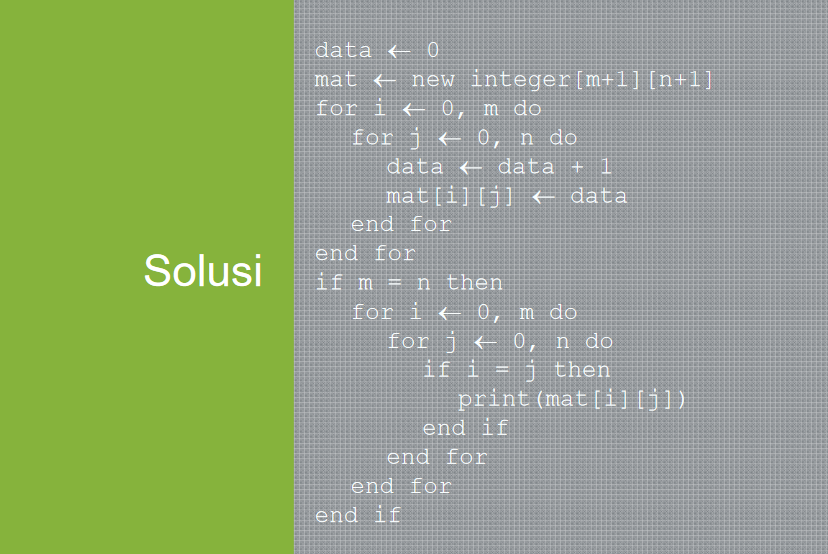 Solusi
data ← 0
mat ← new integer[m+1][n+1]
for i ← 0, m do
for j ← 0, n do
data ← data + 1
mat[i][j] ← data
end for
end for
if m = n then
for i ← 0, m do
for j ← 0, n do
if i = j then
print(mat[i][j])
end if
end for
end for
end if